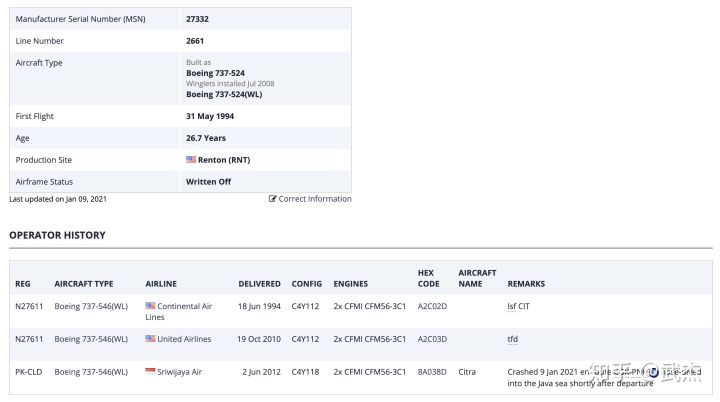 Manufacturer Serial Number (MSN) 27332
Line Number 2661
Aircraft Type Built as
Boeing 737-524
Winglets installed Jul 2008
Boeing 737-524(WL)
First Flight 31 May 1994
Age 26.7 Years
Production Site Renton (RNT)
Airframe Status Written Off
Last updated on Jan 09, 2021 Correct Information
OPERATOR HISTORY
REG AIRCRAFT TYPE AIRLINE DELIVERED CONFIG ENGINES HEX CODE AIRCRAFT NAME REMARKS
N27611 Boeing 737-546(WL) Continental Air Lines 18 Jun 1994 C4Y112 2x CFMI CFM56-3C1 A2C02D lsf CIT
N27611 Boeing 737-546(WL) United Airlines 19 Oct 2010 C4Y112 2x CFMI CFM56-3C1 A2C03D tfd
PK-CLD Boeing 737-546(WL) Sriwijaya Air 2 Jun 2012 C4Y118 2x CFMI CFM56-3C1 8A038D Citra Crashed 9 Jan 2021 en
into the Java sea shortly after departure
知乎 @武杰